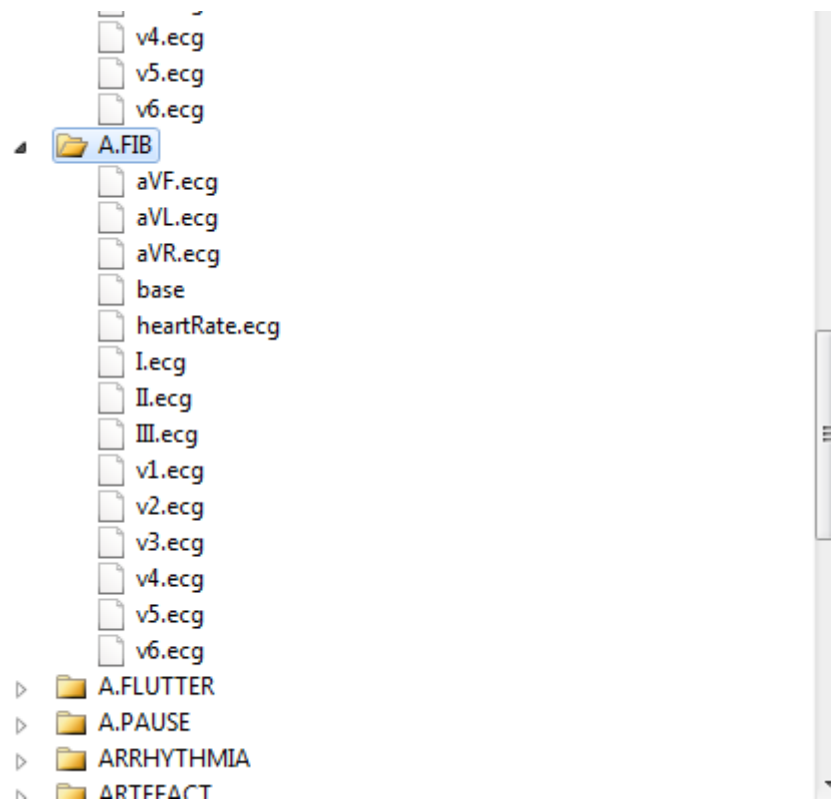 v4.ecg
v5.ecg
v6.ecg
A.FIB
aVF.ecg
aVL.ecg
aVR.ecg
base
heartRate.ecg
I.ecg
II.ecg
III.ecg
v1.ecg
v2.ecg
v3.ecg
v4.ecg
v5.ecg
v6.ecg
A.FLUTTER
A.PAUSE
ARRHYTHMIA
ARTEFACT